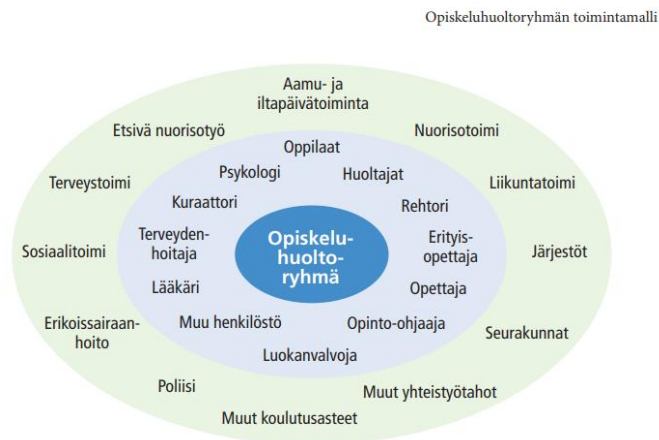 Opiskeluhuoltoryhmän toimintamalli
Aamu- ja
iltapäivätoiminta
Etsivä nuorisotyö
Nuorisotoimi
Oppilaat
Psykologi
Huoltajat
Terveystoimi
Liikuntatoimi
Kuraattori
Rehtori
Opiskelu-
huolto-
ryhmä
Terveyden-
hoitaja
Erityis-
opettaja
Sosiaalitoimi
Järjestöt
Lääkäri
Opettaja
Erikoissairaan-
hoito
Muu henkilöstö
Opinto-ohjaaja
Seurakunnat
Luokanvalvoja
Poliisi
Muut yhteistyötahot
Muut koulutusasteet